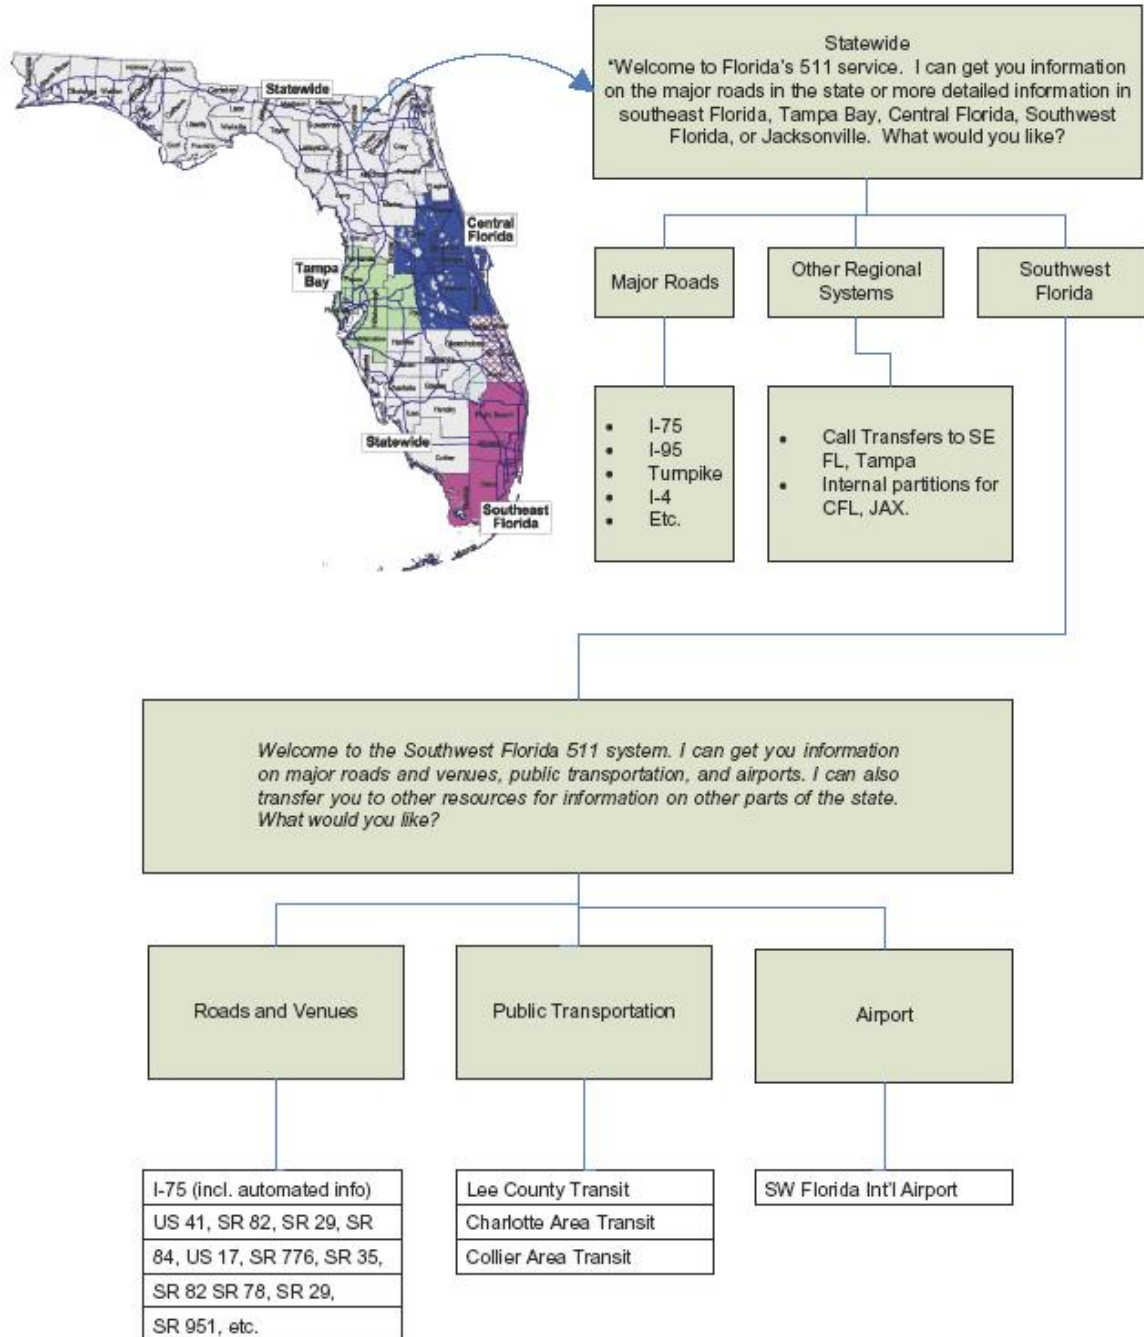 Statewide
Central
Florida
Tampa
Bay
Statewide
Southeast
Florida
Statewide
"Welcome to Florida's 511 service. I can get you information
on the major roads in the state or more detailed information in
southeast Florida, Tampa Bay, Central Florida, Southwest
Florida, or Jacksonville. What would you like?
Major Roads
Other Regional
Systems
Southwest
Florida
• I-75
• I-95
• Turnpike
• I-4
• Etc.
• Call Transfers to SE
FL, Tampa
• Internal partitions for
CFL, JAX.
Welcome to the Southwest Florida 511 system. I can get you information
on major roads and venues, public transportation, and airports. I can also
transfer you to other resources for information on other parts of the state.
What would you like?
Roads and Venues
Public Transportation
Airport
I-75 (incl. automated info)
US 41, SR 82, SR 29, SR
84, US 17, SR 776, SR 35,
SR 82 SR 78, SR 29,
SR 951, etc.
Lee County Transit
Charlotte Area Transit
Collier Area Transit
SW Florida Int'l Airport